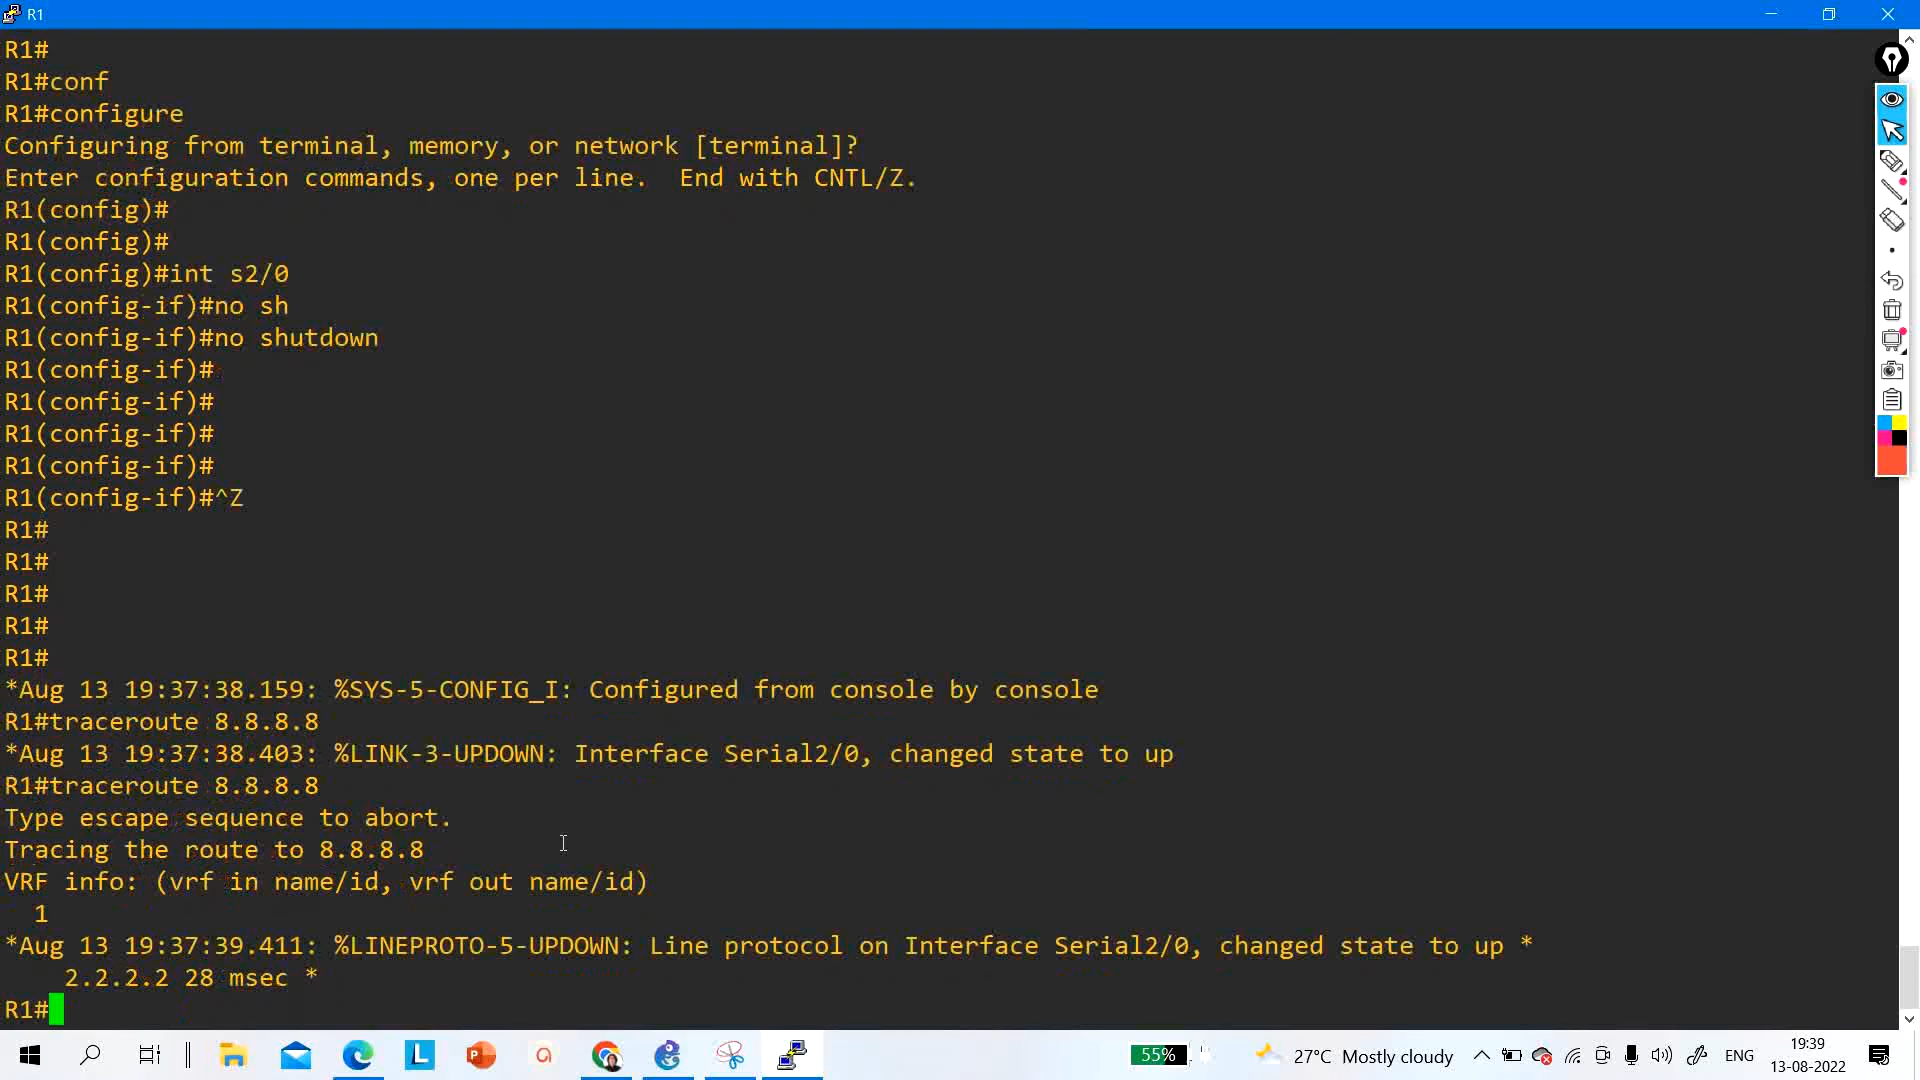 R1
R1#
R1#conf
R1#configure
Configuring from terminal, memory, or network [terminal]?
Enter configuration commands, one per line.  End with CNTL/Z.
R1(config)#
R1(config)#
R1(config)#int s2/0
R1(config-if)#no sh
R1(config-if)#no shutdown
R1(config-if)#
R1(config-if)#
R1(config-if)#
R1(config-if)#
R1(config-if)#^Z
R1#
R1#
R1#
R1#
R1#
*Aug 13 19:37:38.159: %SYS-5-CONFIG_I: Configured from console by console
R1#traceroute 8.8.8.8
*Aug 13 19:37:38.403: %LINK-3-UPDOWN: Interface Serial2/0, changed state to up
R1#traceroute 8.8.8.8
Type escape sequence to abort.
Tracing the route to 8.8.8.8
VRF info: (vrf in name/id, vrf out name/id)
  1
*Aug 13 19:37:39.411: %LINEPROTO-5-UPDOWN: Line protocol on Interface Serial2/0, changed state to up *
    2.2.2.2 28 msec *
R1#
L
P
a
55%
27°C Mostly cloudy
ENG
19:39
13-08-2022